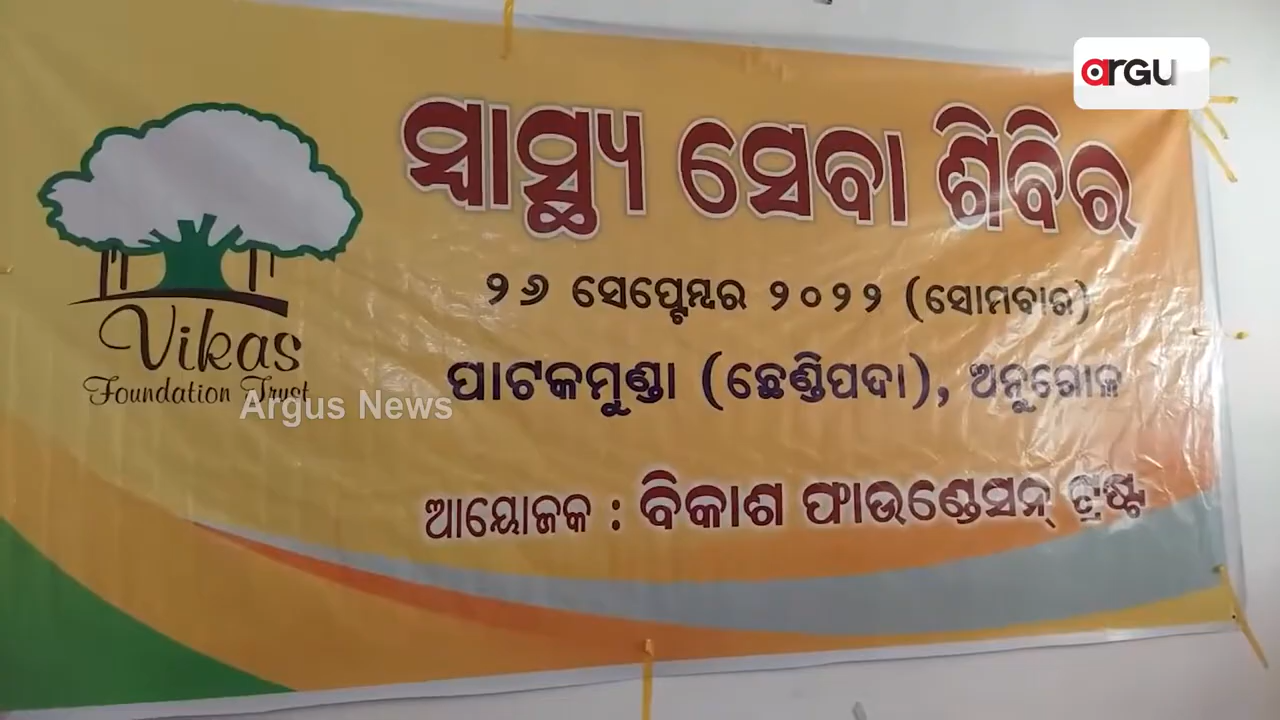 ସ୍ୱାସ୍ଥ୍ୟ ସେବା ଶିବିର
୨୬ ସେପ୍ଟେମ୍ବର ୨୦୨୨ (ସୋମବାର)
ପାଟକମୁଣ୍ଡା (ଛେଣ୍ଡିପଦା), ଅନୁଗୋଳ
ଆୟୋଜକ : ବିକାଶ ଫାଉଣ୍ଡେସନ୍ ଟ୍ରଷ୍ଟ
Vikas
Foundation Trust
Argus News
ARGU